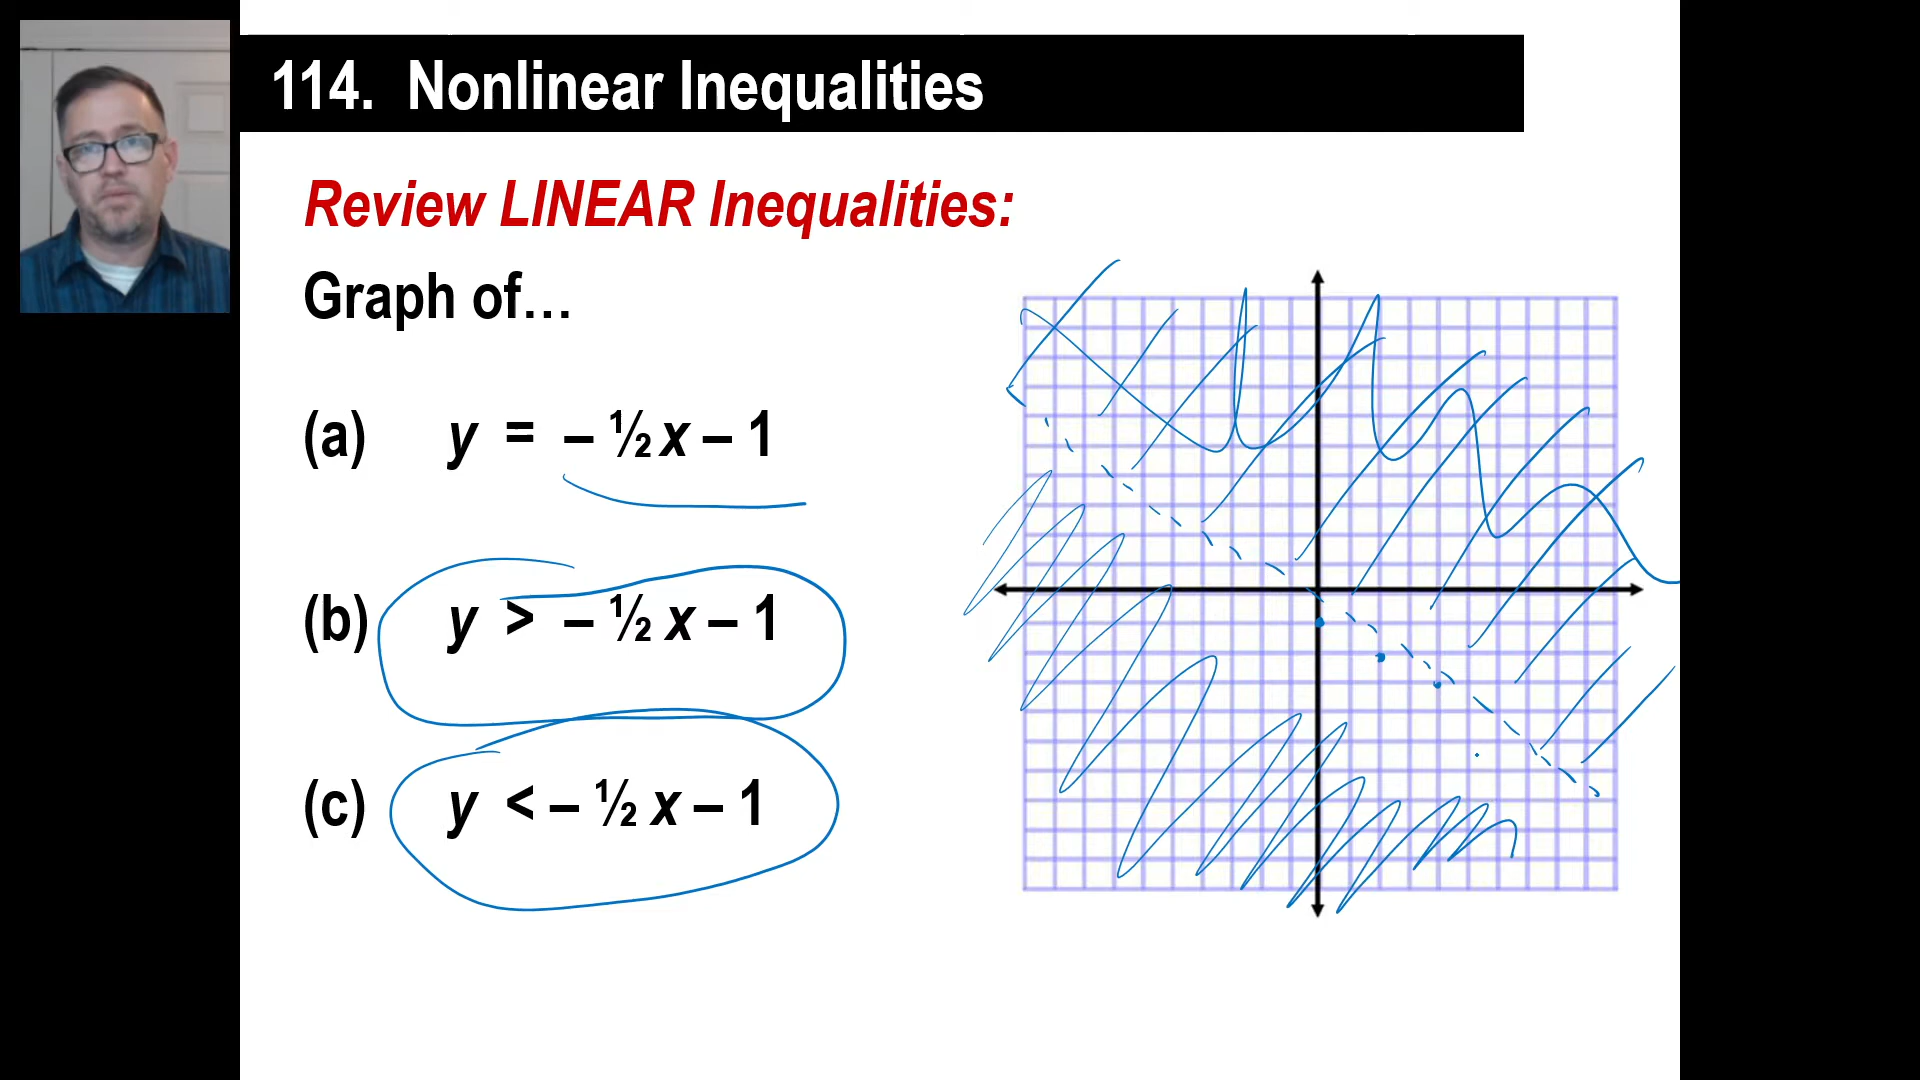 114. Nonlinear Inequalities
Review LINEAR Inequalities:
Graph of…
(a) y = – ½ x – 1
(b) y > – ½ x – 1
(c) y < – ½ x – 1